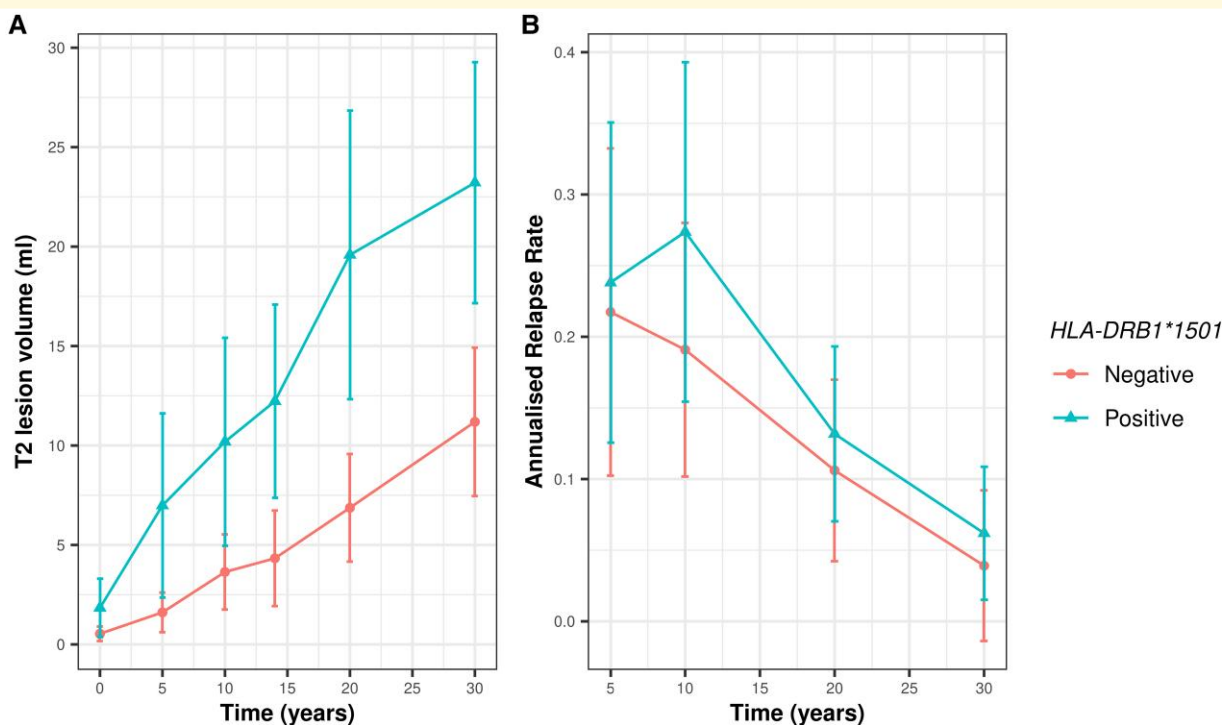 A
30
25
20
15
10
5
0
T2 lesion volume (ml)
0 5 10 15 20 25 30
Time (years)
B
0.4
0.3
0.2
0.1
0.0
Annualised Relapse Rate
5 10 15 20 25 30
Time (years)
HLA-DRB1*1501
Negative
Positive